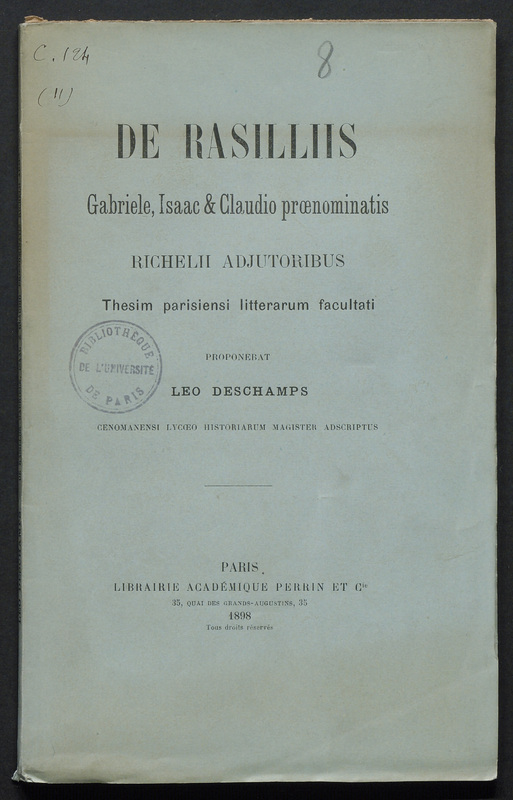 C. 124
8
(11)
DE RASILLIIS
Gabriele, Isaac & Claudio prœnominatis
RICHELII ADJUTORIBUS
Thesim parisiensi litterarum facultati
PROPONEBAT
LEO DESCHAMPS
CENOMANENSI LYCŒO HISTORIARUM MAGISTER ADSCRIPTUS
BIBLIOTHÈQUE
DE L'UNIVERSITÉ
DE PARIS
PARIS
LIBRAIRIE ACADÉMIQUE PERRIN ET Cie
35, QUAI DES GRANDS-AUGUSTINS, 35
1898
Tous droits réservés